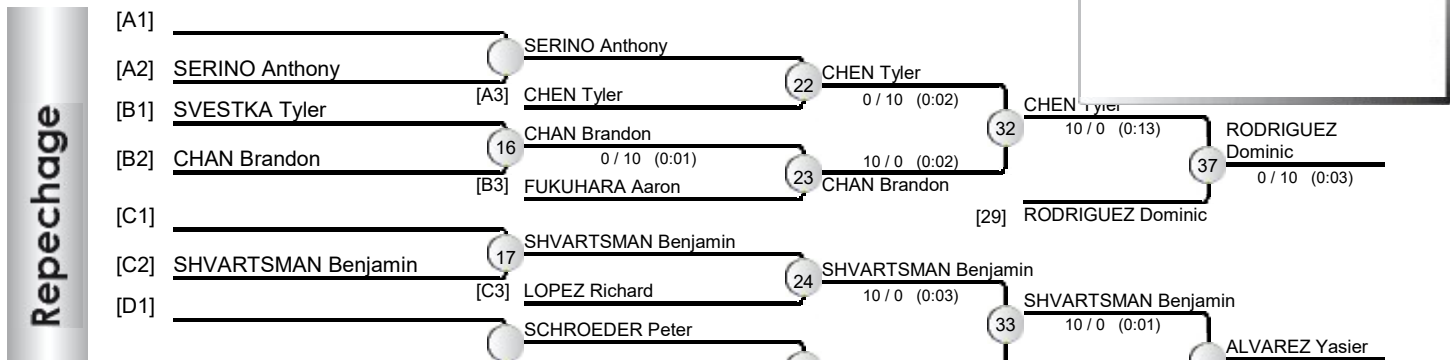 Repechage
[A1]
[A2] SERINO Anthony
[B1] SVESTKA Tyler
[B2] CHAN Brandon
[C1]
[C2] SHVARTSMAN Benjamin
[D1]
SERINO Anthony
[A3] CHEN Tyler
16
CHAN Brandon
0 / 10 (0:01)
[B3] FUKUHARA Aaron
17
SHVARTSMAN Benjamin
[C3] LOPEZ Richard
SCHROEDER Peter
22
CHEN Tyler
0 / 10 (0:02)
23
10 / 0 (0:02)
CHAN Brandon
24
SHVARTSMAN Benjamin
10 / 0 (0:03)
32
CHEN Tyler
10 / 0 (0:13)
[29] RODRIGUEZ Dominic
33
SHVARTSMAN Benjamin
10 / 0 (0:01)
37
RODRIGUEZ
Dominic
0 / 10 (0:03)
ALVAREZ Yasier